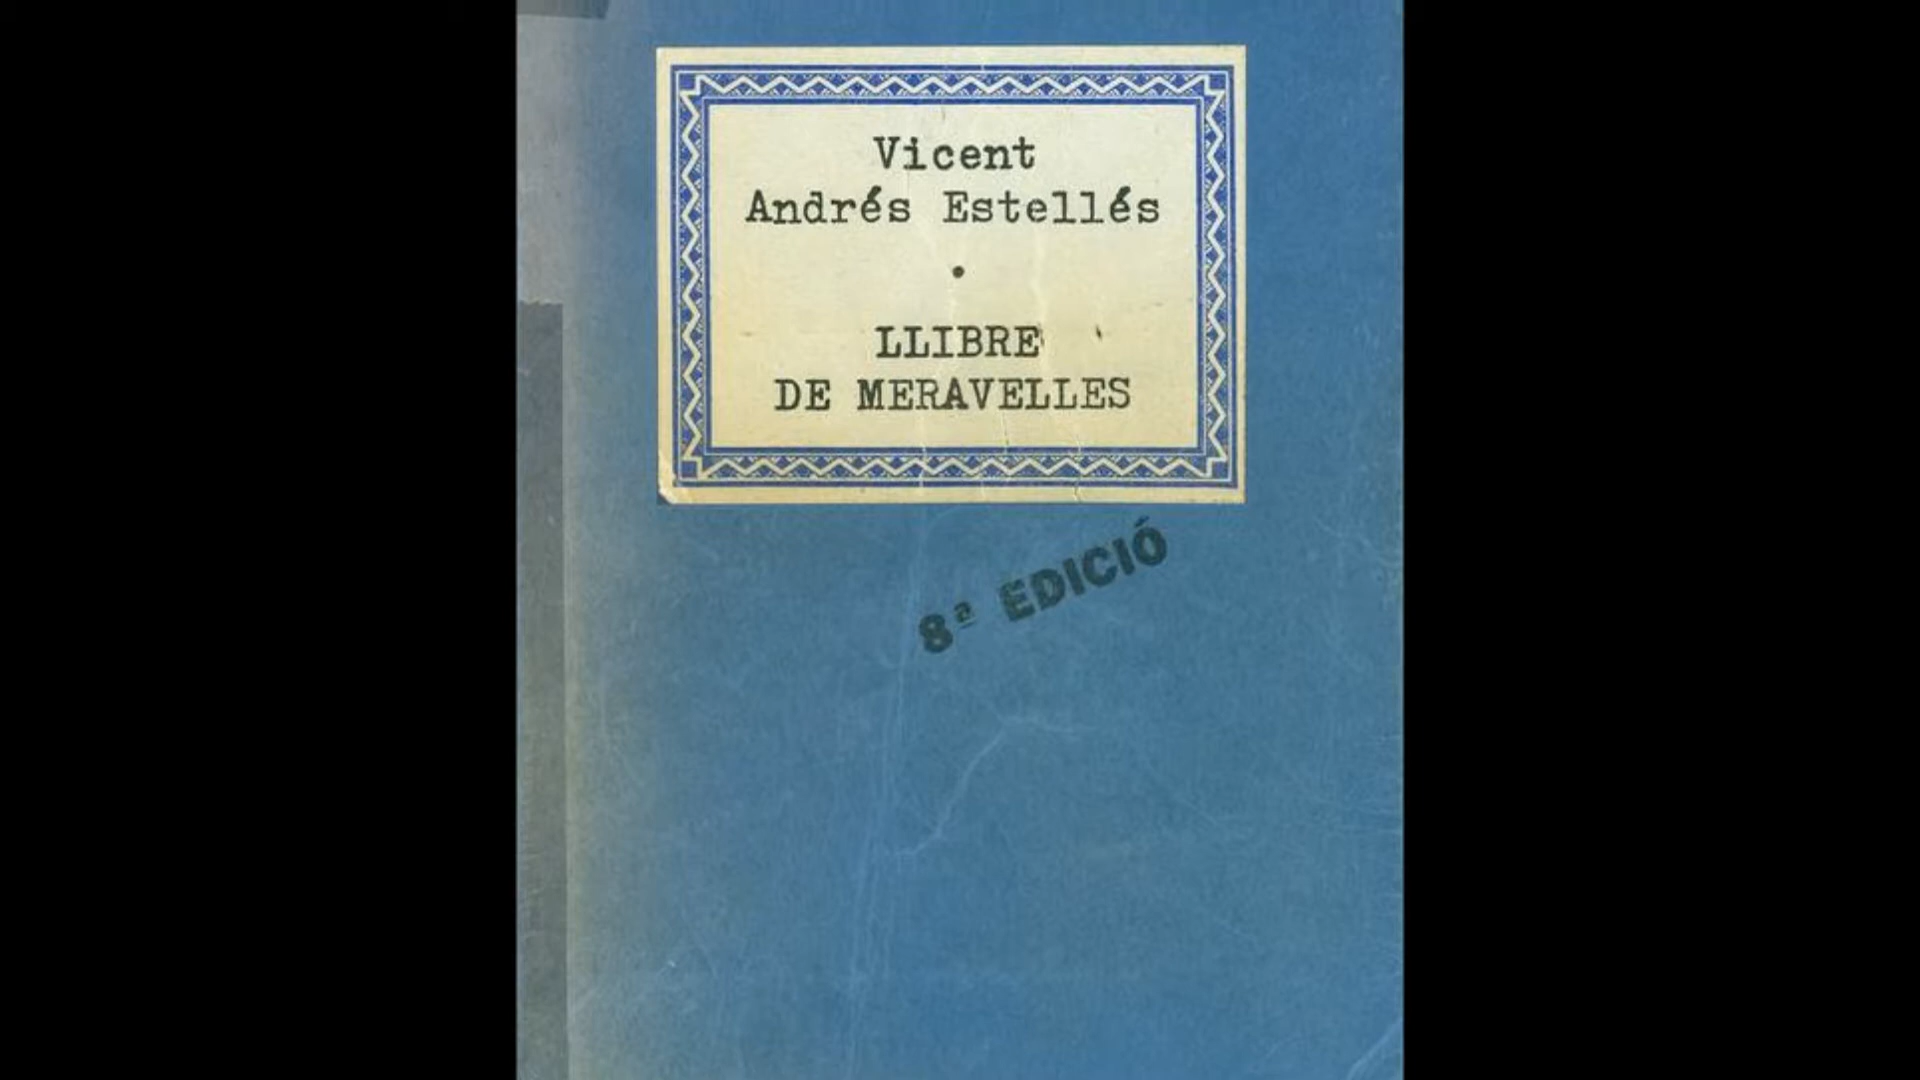 Vicent
Andrés Estellés
•
LLIBRE
DE MERAVELLES
8ª EDICIÓ